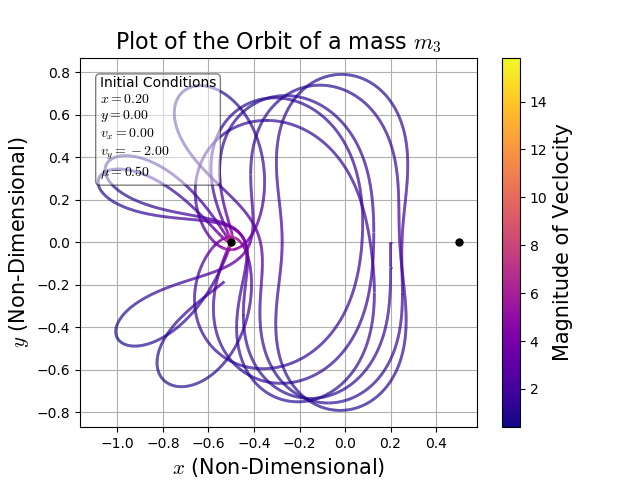 Plot of the Orbit of a mass m₃
Initial Conditions
x = 0.20
y = 0.00
vₓ = 0.00
v_y = −2.00
μ = 0.50
0.8
0.6
0.4
0.2
0.0
−0.2
−0.4
−0.6
−0.8
y (Non-Dimensional)
−1.0 −0.8 −0.6 −0.4 −0.2 0.0 0.2 0.4
x (Non-Dimensional)
14
12
10
8
6
4
2
Magnitude of Veclocity